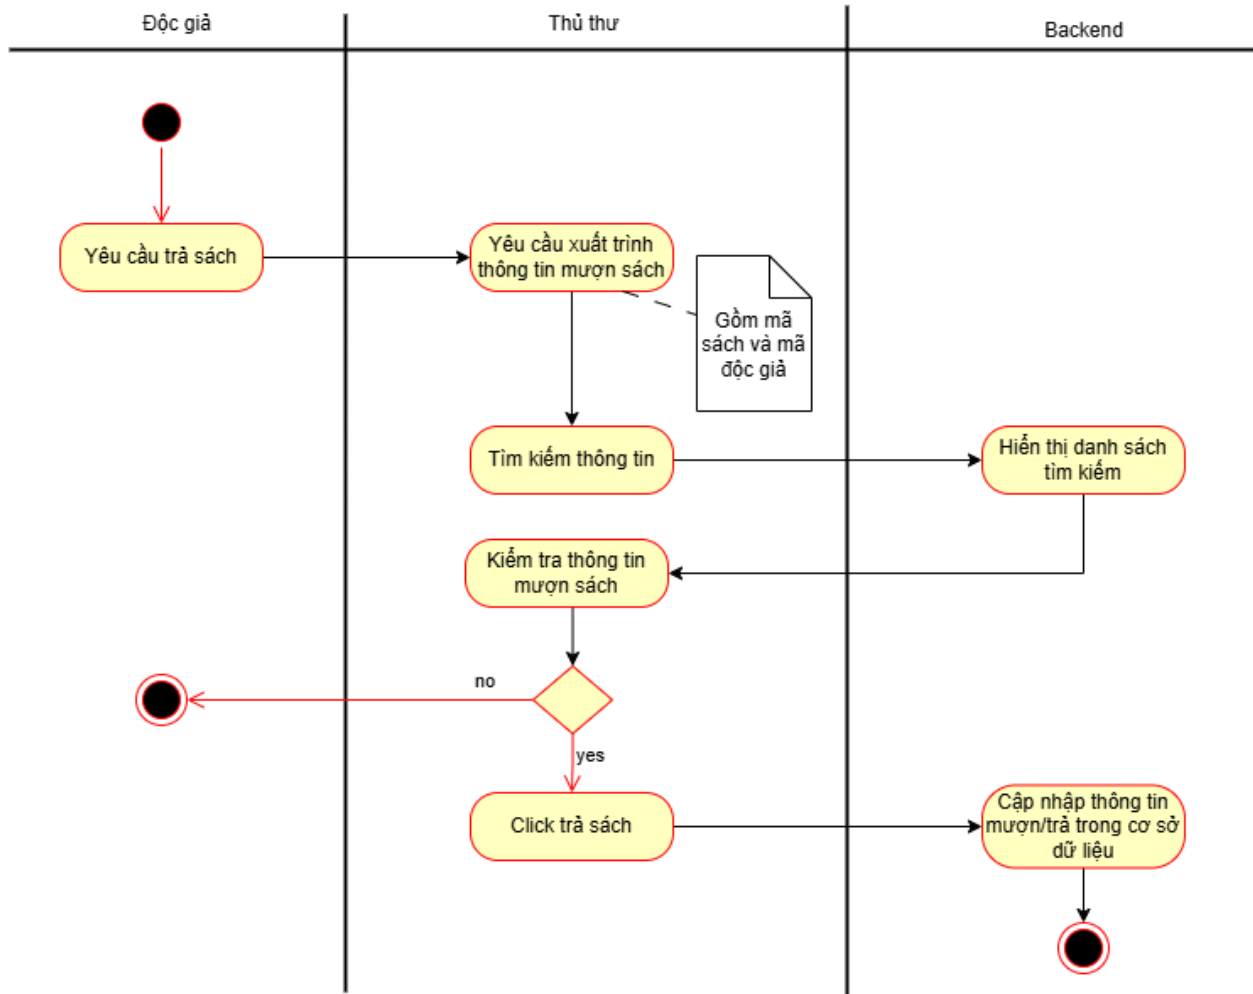 Độc giả
Thủ thư
Backend
Yêu cầu trả sách
Yêu cầu xuất trình
thông tin mượn sách
Gồm mã
sách và mã
độc giả
Tìm kiếm thông tin
Hiển thị danh sách
tìm kiếm
Kiểm tra thông tin
mượn sách
no
yes
Click trả sách
Cập nhập thông tin
mượn/trả trong cơ sở
dữ liệu